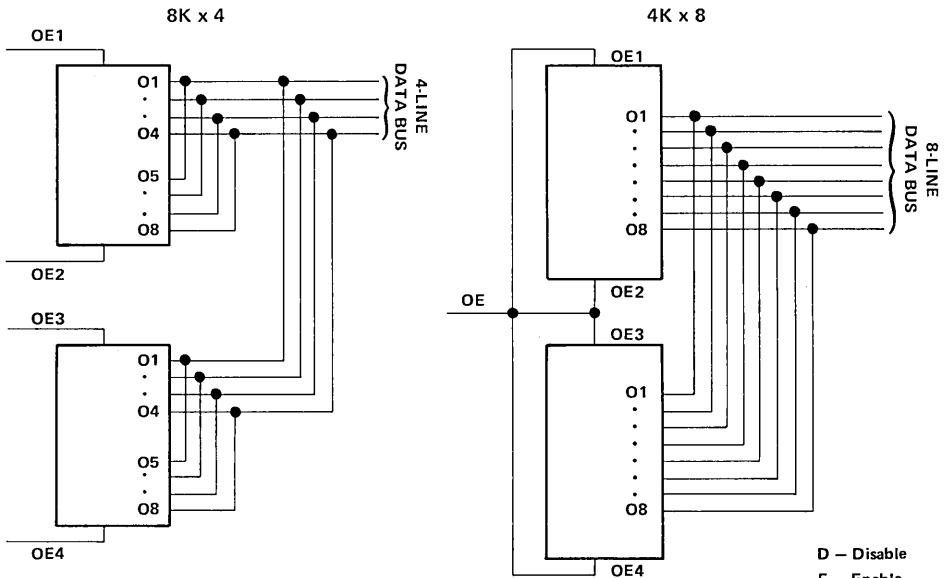 8K x 4
OE1
O1
O4
O5
O8
OE2
4-LINE
DATA BUS
OE3
O1
O4
O5
O8
OE4
4K x 8
OE1
O1
O8
OE2
8-LINE
DATA BUS
OE
OE3
O1
O8
OE4
D — Disable
E — Enable